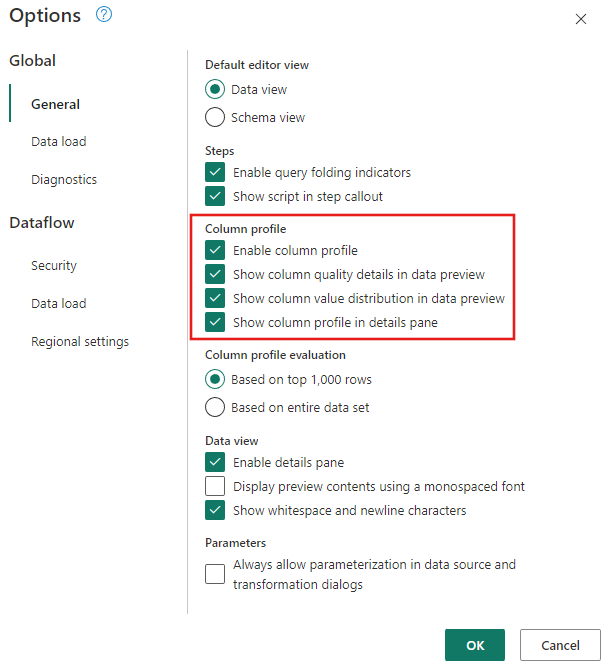 Options
Global
General
Data load
Diagnostics
Dataflow
Security
Data load
Regional settings
Default editor view
Data view
Schema view
Steps
Enable query folding indicators
Show script in step callout
Column profile
Enable column profile
Show column quality details in data preview
Show column value distribution in data preview
Show column profile in details pane
Column profile evaluation
Based on top 1,000 rows
Based on entire data set
Data view
Enable details pane
Display preview contents using a monospaced font
Show whitespace and newline characters
Parameters
Always allow parameterization in data source and
transformation dialogs
OK
Cancel